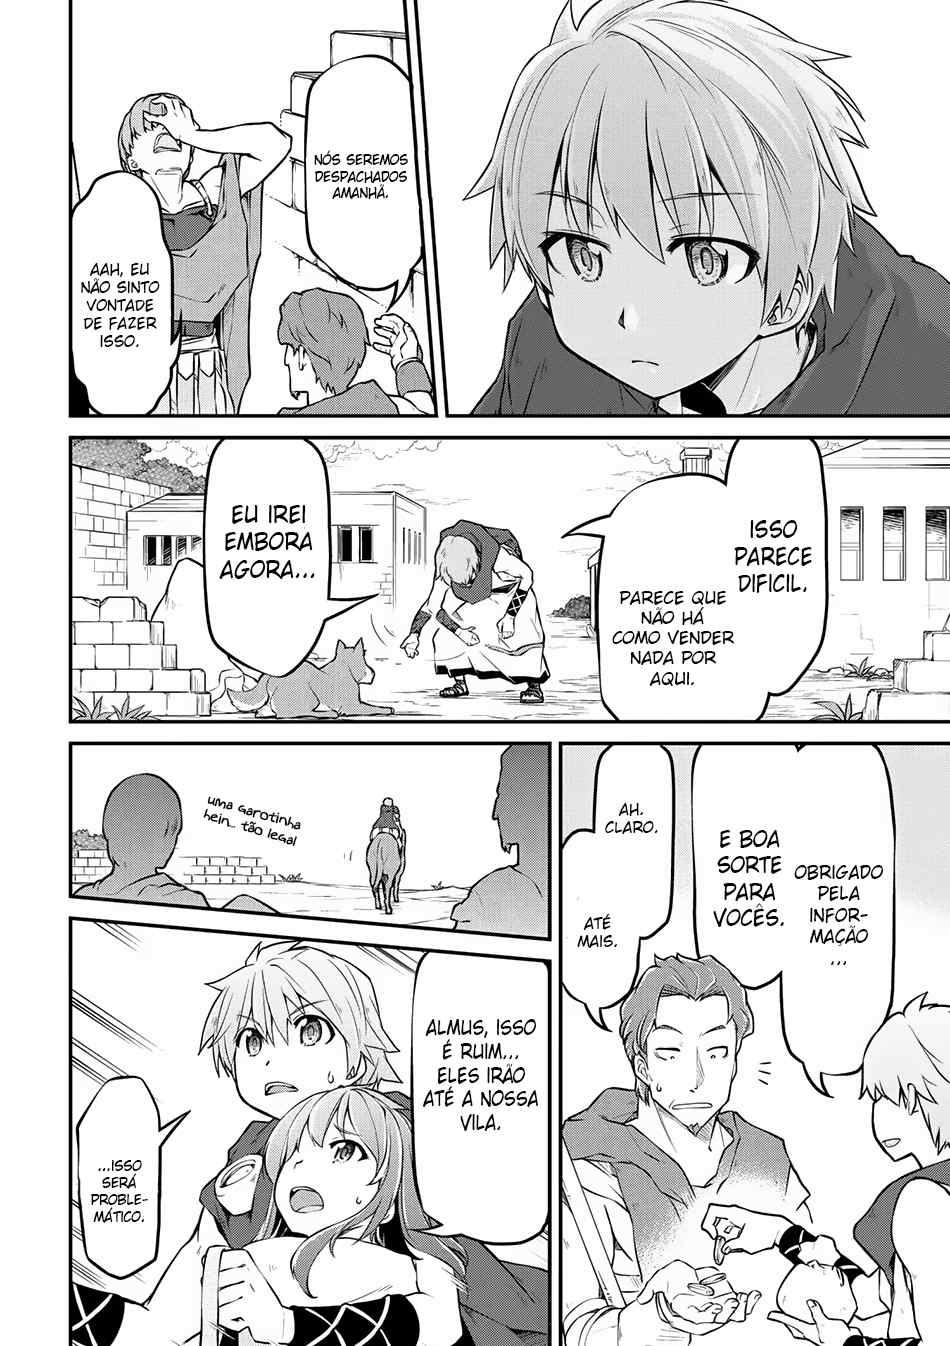 NÓS SEREMOS
DESPACHADOS
AMANHÃ.
AAH, EU
NÃO SINTO
VONTADE
DE FAZER
ISSO.
ISSO
PARECE
DIFICIL.
PARECE QUE
NÃO HÁ
COMO VENDER
NADA POR
AQUI.
EU IREI
EMBORA
AGORA...
OBRIGADO
PELA
INFOR-
MAÇÃO
...
E BOA
SORTE
PARA
VOCÊS.
AH.
CLARO.
ATÉ
MAIS.
uma garotinha
hein... tão legal
ALMUS, ISSO
É RUIM...
ELES IRÃO
ATÉ A NOSSA
VILA.
...ISSO
SERÁ
PROBLE-
MÁTICO.